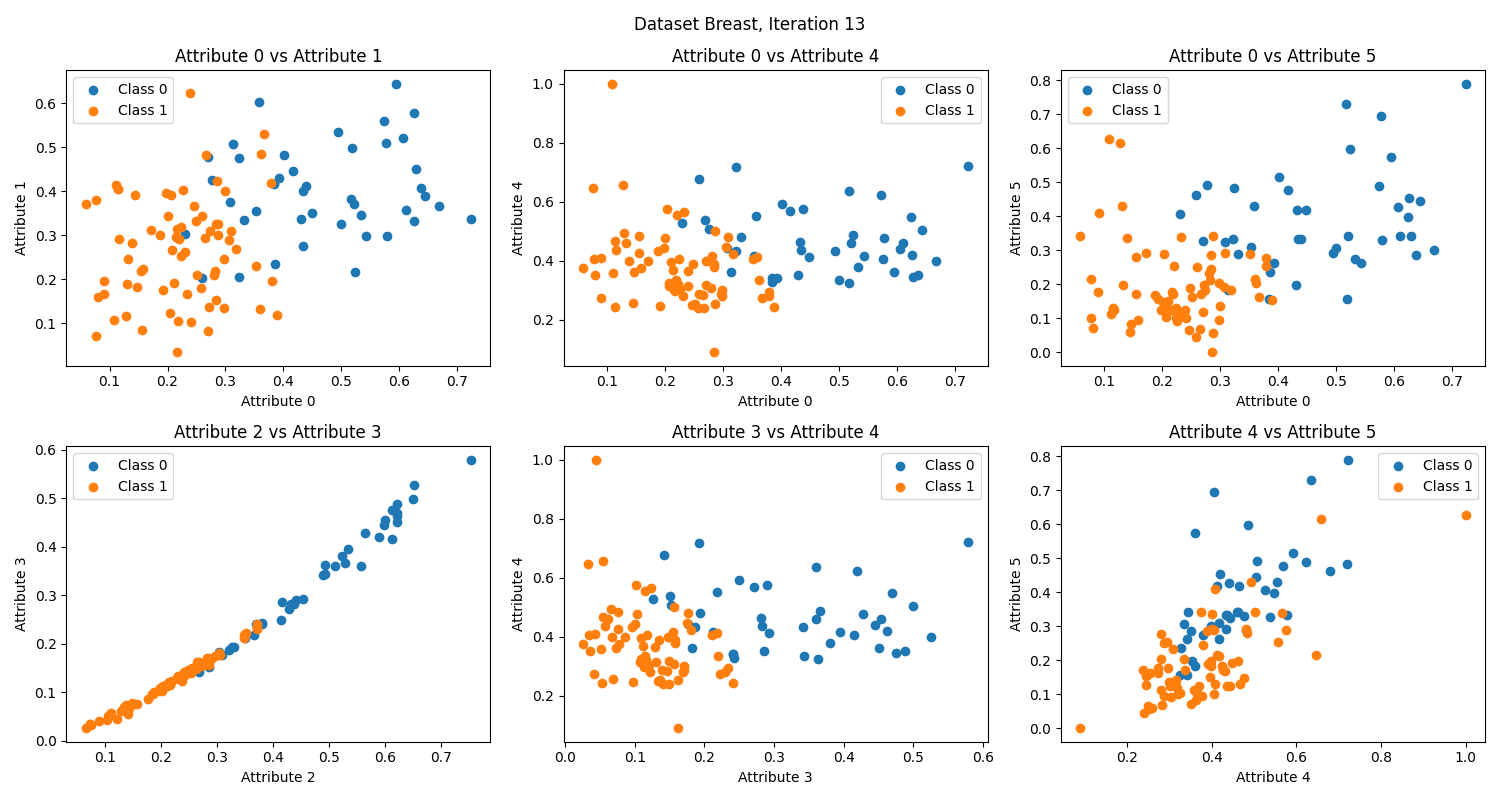 Dataset Breast, Iteration 13
Attribute 0 vs Attribute 1
Class 0
Class 1
0.6
0.5
0.4
0.3
0.2
0.1
Attribute 1
0.1 0.2 0.3 0.4 0.5 0.6 0.7
Attribute 0
Attribute 0 vs Attribute 4
Class 0
Class 1
1.0
0.8
0.6
0.4
0.2
Attribute 4
0.1 0.2 0.3 0.4 0.5 0.6 0.7
Attribute 0
Attribute 0 vs Attribute 5
Class 0
Class 1
0.8
0.7
0.6
0.5
0.4
0.3
0.2
0.1
0.0
Attribute 5
0.1 0.2 0.3 0.4 0.5 0.6 0.7
Attribute 0
Attribute 2 vs Attribute 3
Class 0
Class 1
0.6
0.5
0.4
0.3
0.2
0.1
0.0
Attribute 3
0.1 0.2 0.3 0.4 0.5 0.6 0.7
Attribute 2
Attribute 3 vs Attribute 4
Class 0
Class 1
1.0
0.8
0.6
0.4
0.2
Attribute 4
0.0 0.1 0.2 0.3 0.4 0.5 0.6
Attribute 3
Attribute 4 vs Attribute 5
Class 0
Class 1
0.8
0.7
0.6
0.5
0.4
0.3
0.2
0.1
0.0
Attribute 5
0.2 0.4 0.6 0.8 1.0
Attribute 4